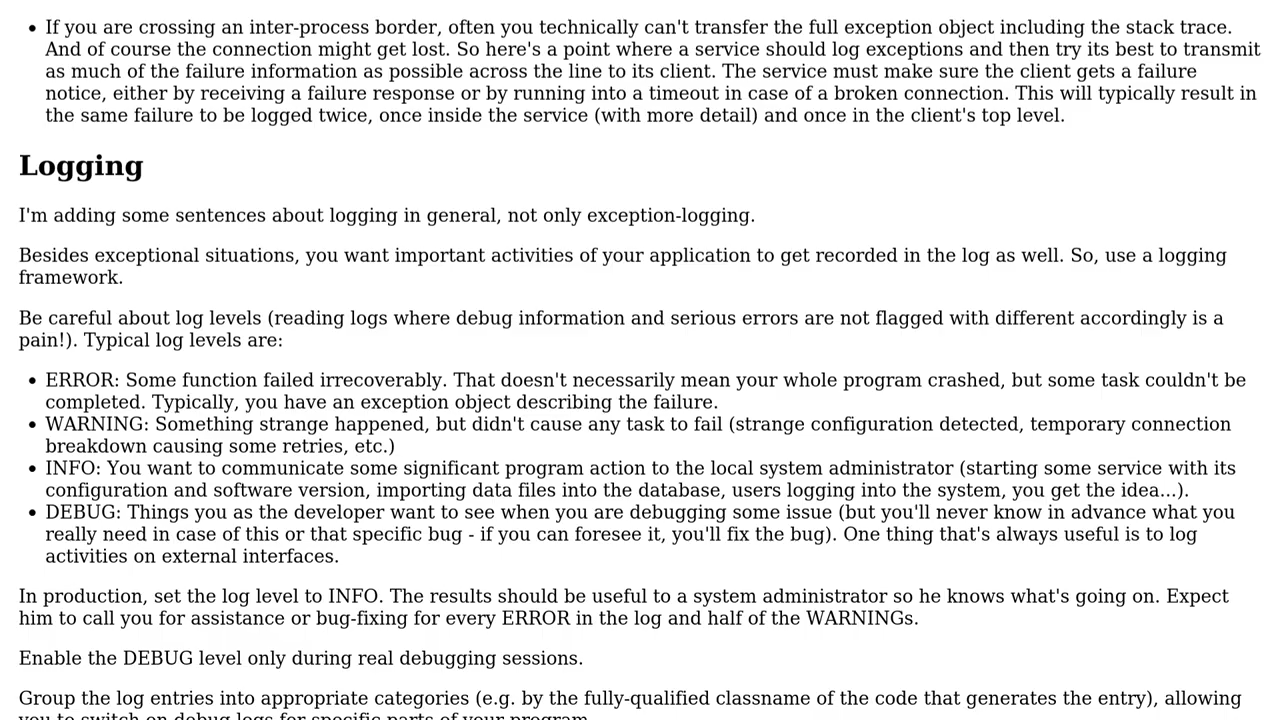 • If you are crossing an inter-process border, often you technically can't transfer the full exception object including the stack trace.
And of course the connection might get lost. So here's a point where a service should log exceptions and then try its best to transmit
as much of the failure information as possible across the line to its client. The service must make sure the client gets a failure
notice, either by receiving a failure response or by running into a timeout in case of a broken connection. This will typically result in
the same failure to be logged twice, once inside the service (with more detail) and once in the client's top level.
Logging
I'm adding some sentences about logging in general, not only exception-logging.
Besides exceptional situations, you want important activities of your application to get recorded in the log as well. So, use a logging
framework.
Be careful about log levels (reading logs where debug information and serious errors are not flagged with different accordingly is a
pain!). Typical log levels are:
• ERROR: Some function failed irrecoverably. That doesn't necessarily mean your whole program crashed, but some task couldn't be
completed. Typically, you have an exception object describing the failure.
• WARNING: Something strange happened, but didn't cause any task to fail (strange configuration detected, temporary connection
breakdown causing some retries, etc.)
• INFO: You want to communicate some significant program action to the local system administrator (starting some service with its
configuration and software version, importing data files into the database, users logging into the system, you get the idea...).
• DEBUG: Things you as the developer want to see when you are debugging some issue (but you'll never know in advance what you
really need in case of this or that specific bug - if you can foresee it, you'll fix the bug). One thing that's always useful is to log
activities on external interfaces.
In production, set the log level to INFO. The results should be useful to a system administrator so he knows what's going on. Expect
him to call you for assistance or bug-fixing for every ERROR in the log and half of the WARNINGs.
Enable the DEBUG level only during real debugging sessions.
Group the log entries into appropriate categories (e.g. by the fully-qualified classname of the code that generates the entry), allowing
you to switch on debug logs for specific parts of your program.